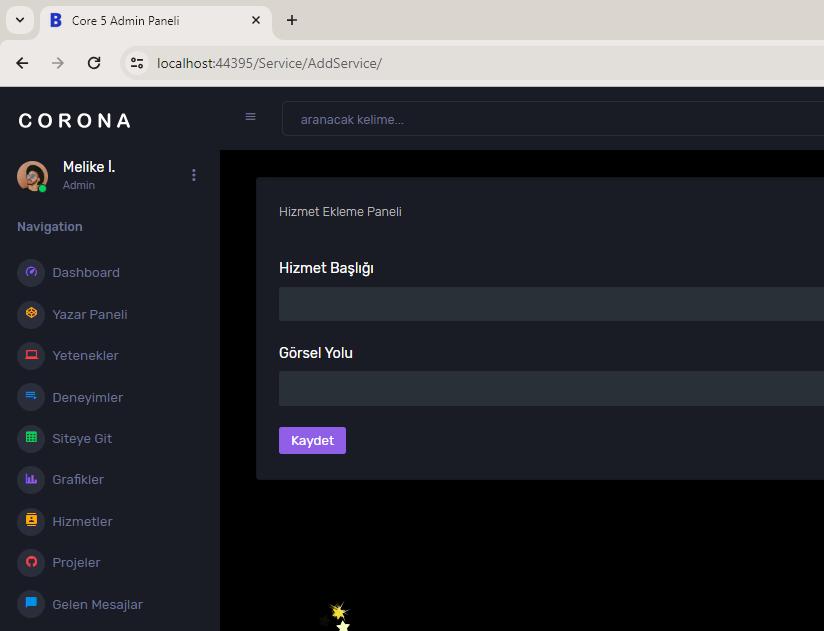 Core 5 Admin Paneli
localhost:44395/Service/AddService/
CORONA
aranacak kelime...
Melike İ.
Admin
Navigation
Dashboard
Yazar Paneli
Yetenekler
Deneyimler
Siteye Git
Grafikler
Hizmetler
Projeler
Gelen Mesajlar
Hizmet Ekleme Paneli
Hizmet Başlığı
Görsel Yolu
Kaydet